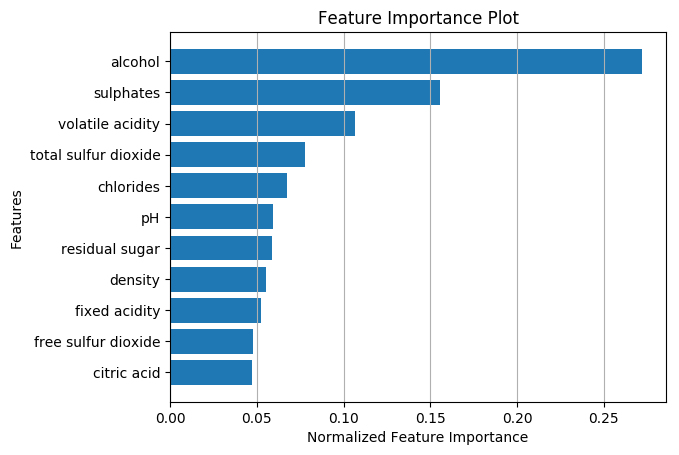 Feature Importance Plot
alcohol
sulphates
volatile acidity
total sulfur dioxide
chlorides
pH
residual sugar
density
fixed acidity
free sulfur dioxide
citric acid
Features
0.00 0.05 0.10 0.15 0.20 0.25
Normalized Feature Importance